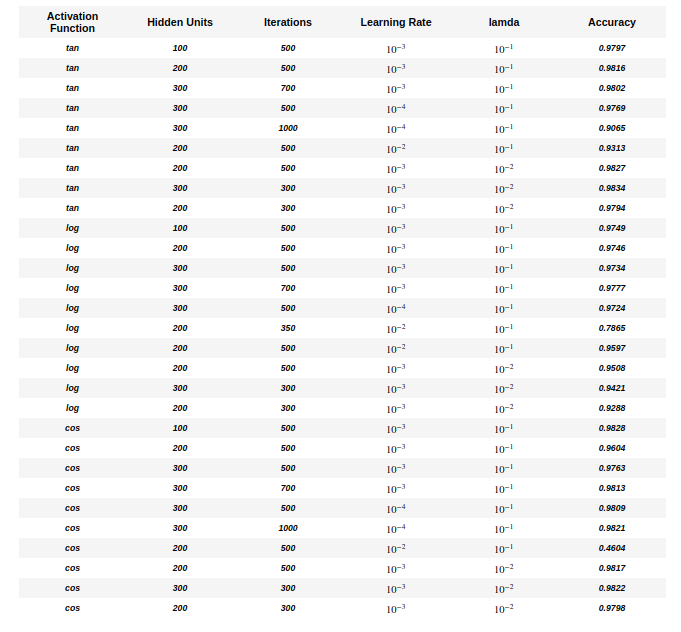 Activation Function Hidden Units Iterations Learning Rate lamda Accuracy
tan 100 500 10⁻³ 10⁻¹ 0.9797
tan 200 500 10⁻³ 10⁻¹ 0.9816
tan 300 700 10⁻³ 10⁻¹ 0.9802
tan 300 500 10⁻⁴ 10⁻¹ 0.9769
tan 300 1000 10⁻⁴ 10⁻¹ 0.9065
tan 200 500 10⁻² 10⁻¹ 0.9313
tan 200 500 10⁻³ 10⁻² 0.9827
tan 300 300 10⁻³ 10⁻² 0.9834
tan 200 300 10⁻³ 10⁻² 0.9794
log 100 500 10⁻³ 10⁻¹ 0.9749
log 200 500 10⁻³ 10⁻¹ 0.9746
log 300 500 10⁻³ 10⁻¹ 0.9734
log 300 700 10⁻³ 10⁻¹ 0.9777
log 300 500 10⁻⁴ 10⁻¹ 0.9724
log 200 350 10⁻² 10⁻¹ 0.7865
log 200 500 10⁻² 10⁻¹ 0.9597
log 200 500 10⁻³ 10⁻² 0.9508
log 300 300 10⁻³ 10⁻² 0.9421
log 200 300 10⁻³ 10⁻² 0.9288
cos 100 500 10⁻³ 10⁻¹ 0.9828
cos 200 500 10⁻³ 10⁻¹ 0.9604
cos 300 500 10⁻³ 10⁻¹ 0.9763
cos 300 700 10⁻³ 10⁻¹ 0.9813
cos 300 500 10⁻⁴ 10⁻¹ 0.9809
cos 300 1000 10⁻⁴ 10⁻¹ 0.9821
cos 200 500 10⁻² 10⁻¹ 0.4604
cos 200 500 10⁻³ 10⁻² 0.9817
cos 300 300 10⁻³ 10⁻² 0.9822
cos 200 300 10⁻³ 10⁻² 0.9798